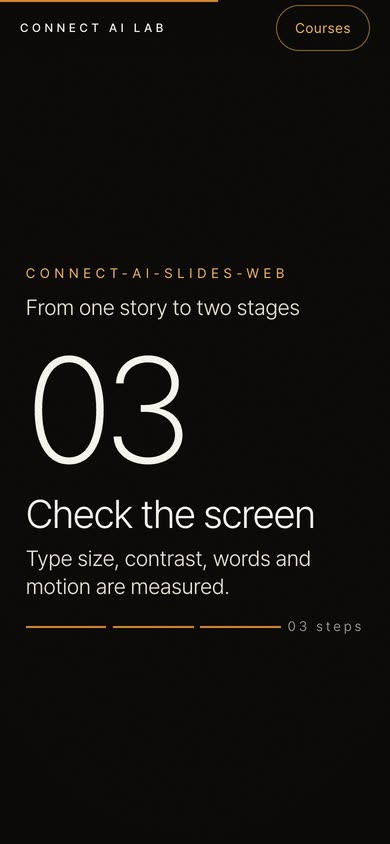 CONNECT AI LAB
Courses
CONNECT-AI-SLIDES-WEB
From one story to two stages
03
Check the screen
Type size, contrast, words and
motion are measured.
03 steps